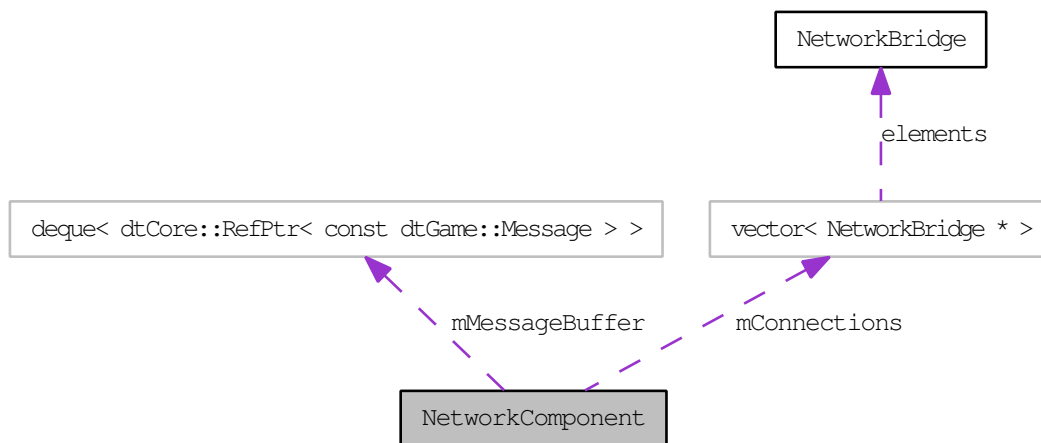 NetworkBridge
elements
deque< dtCore::RefPtr< const dtGame::Message > >
vector< NetworkBridge * >
mMessageBuffer
mConnections
NetworkComponent